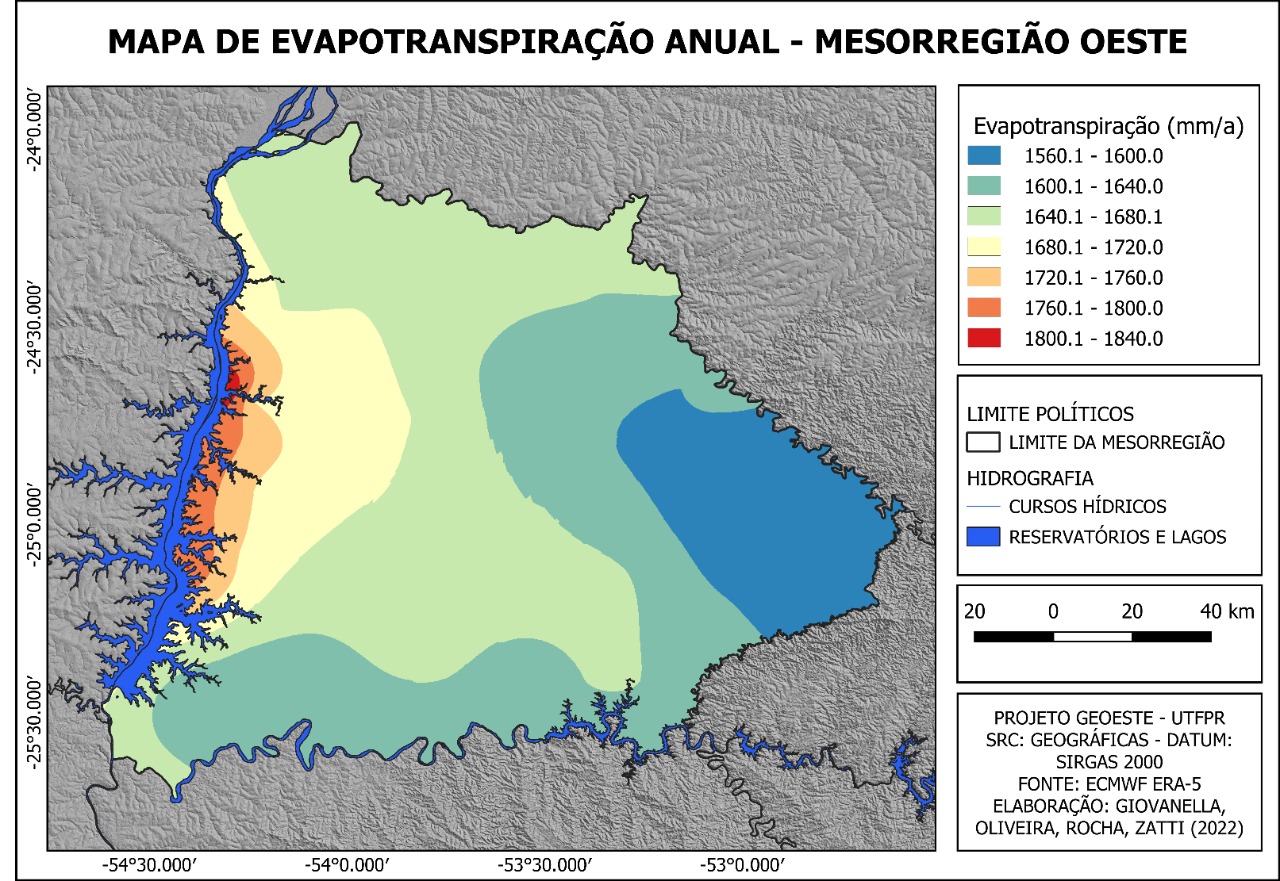 MAPA DE EVAPOTRANSPIRAÇÃO ANUAL - MESORREGIÃO OESTE
-24°0.000'
-24°30.000'
-25°0.000'
-25°30.000'
-54°30.000'
-54°0.000'
-53°30.000'
-53°0.000'
Evapotranspiração (mm/a)
1560.1 - 1600.0
1600.1 - 1640.0
1640.1 - 1680.1
1680.1 - 1720.0
1720.1 - 1760.0
1760.1 - 1800.0
1800.1 - 1840.0
LIMITE POLÍTICOS
LIMITE DA MESORREGIÃO
HIDROGRAFIA
CURSOS HÍDRICOS
RESERVATÓRIOS E LAGOS
20 0 20 40 km
PROJETO GEOESTE - UTFPR
SRC: GEOGRÁFICAS - DATUM:
SIRGAS 2000
FONTE: ECMWF ERA-5
ELABORAÇÃO: GIOVANELLA,
OLIVEIRA, ROCHA, ZATTI (2022)